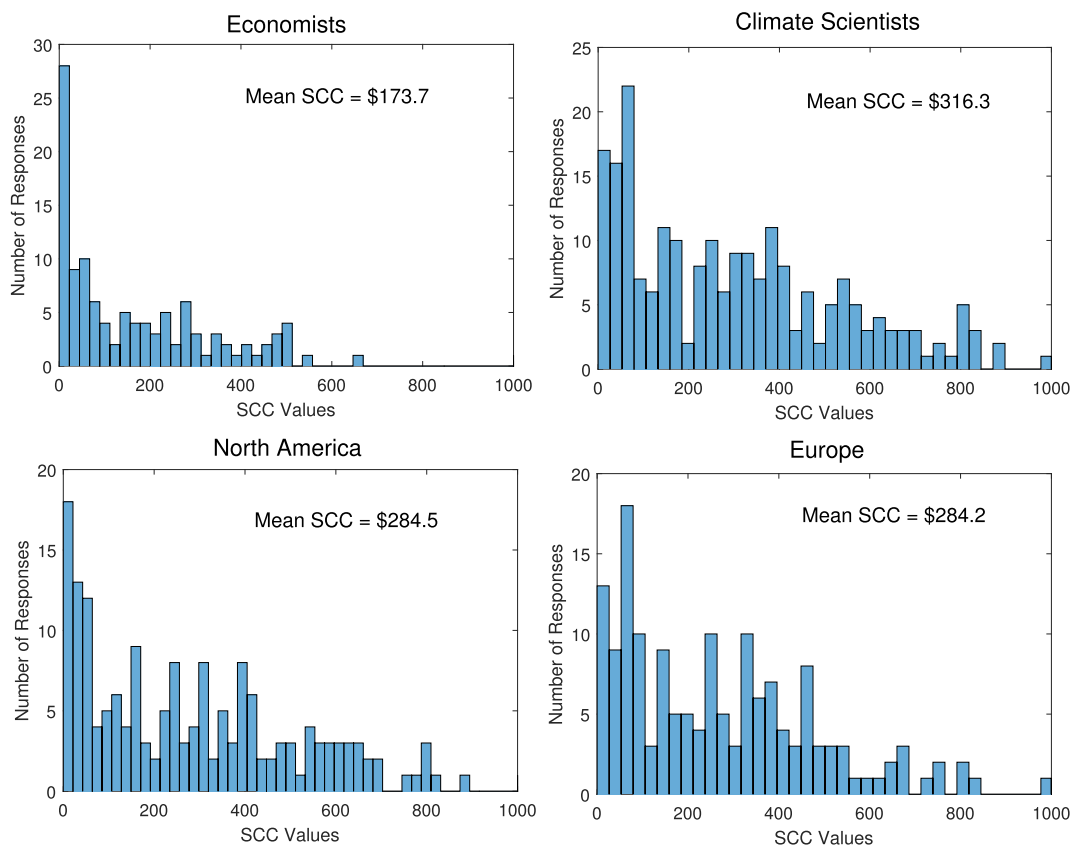 Economists
Mean SCC = $173.7
Number of Responses
30
25
20
15
10
5
0
0 200 400 600 800 1000
SCC Values
Climate Scientists
Mean SCC = $316.3
Number of Responses
25
20
15
10
5
0
0 200 400 600 800 1000
SCC Values
North America
Mean SCC = $284.5
Number of Responses
20
15
10
5
0
0 200 400 600 800 1000
SCC Values
Europe
Mean SCC = $284.2
Number of Responses
20
15
10
5
0
0 200 400 600 800 1000
SCC Values